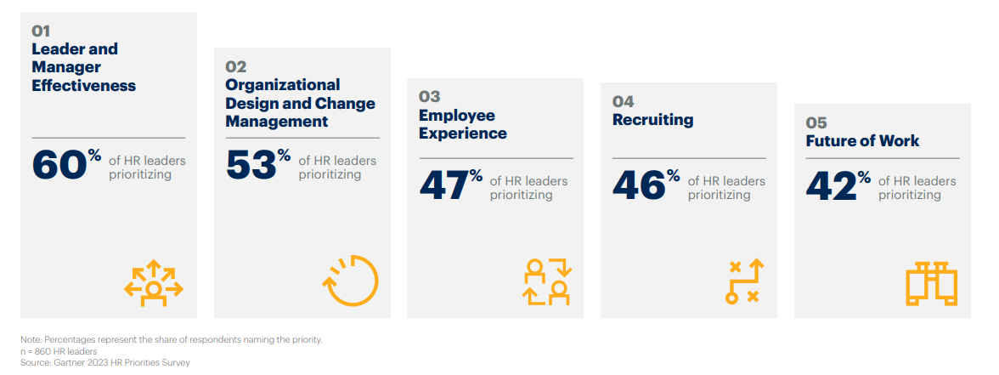 01
Leader and
Manager
Effectiveness
60% of HR leaders
prioritizing
02
Organizational
Design and Change
Management
53% of HR leaders
prioritizing
03
Employee
Experience
47% of HR leaders
prioritizing
04
Recruiting
46% of HR leaders
prioritizing
05
Future of Work
42% of HR leaders
prioritizing
Note: Percentages represent the share of respondents naming the priority.
n = 860 HR leaders
Source: Gartner 2023 HR Priorities Survey